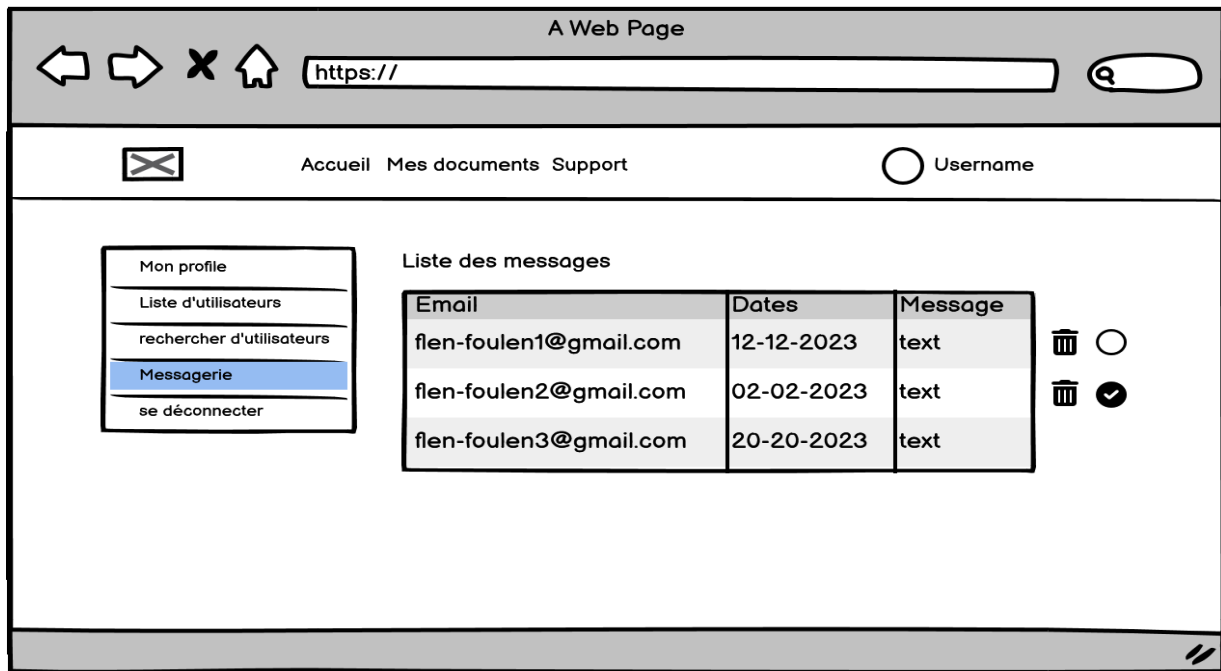 A Web Page
https://
Accueil Mes documents Support Username
Mon profile
Liste d'utilisateurs
rechercher d'utilisateurs
Messagerie
se déconnecter
Liste des messages
Email Dates Message
flen-foulen1@gmail.com 12-12-2023 text
flen-foulen2@gmail.com 02-02-2023 text
flen-foulen3@gmail.com 20-20-2023 text